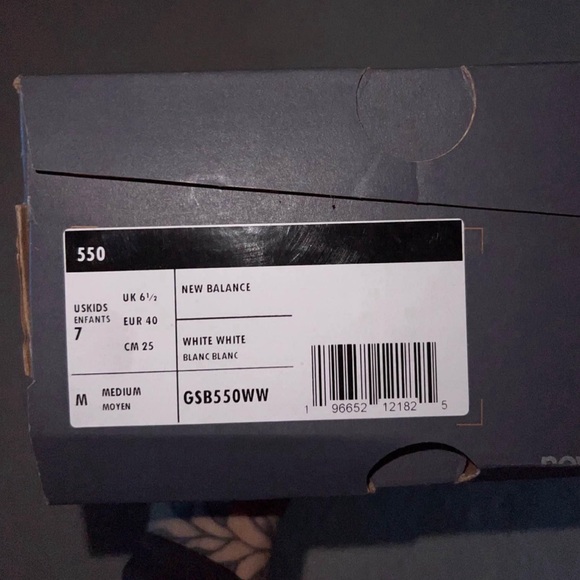 550
USKIDS
ENFANTS
7
UK 6½
EUR 40
CM 25
NEW BALANCE
WHITE WHITE
BLANC BLANC
M
MEDIUM
MOYEN
GSB550WW
1 96652 12182 5